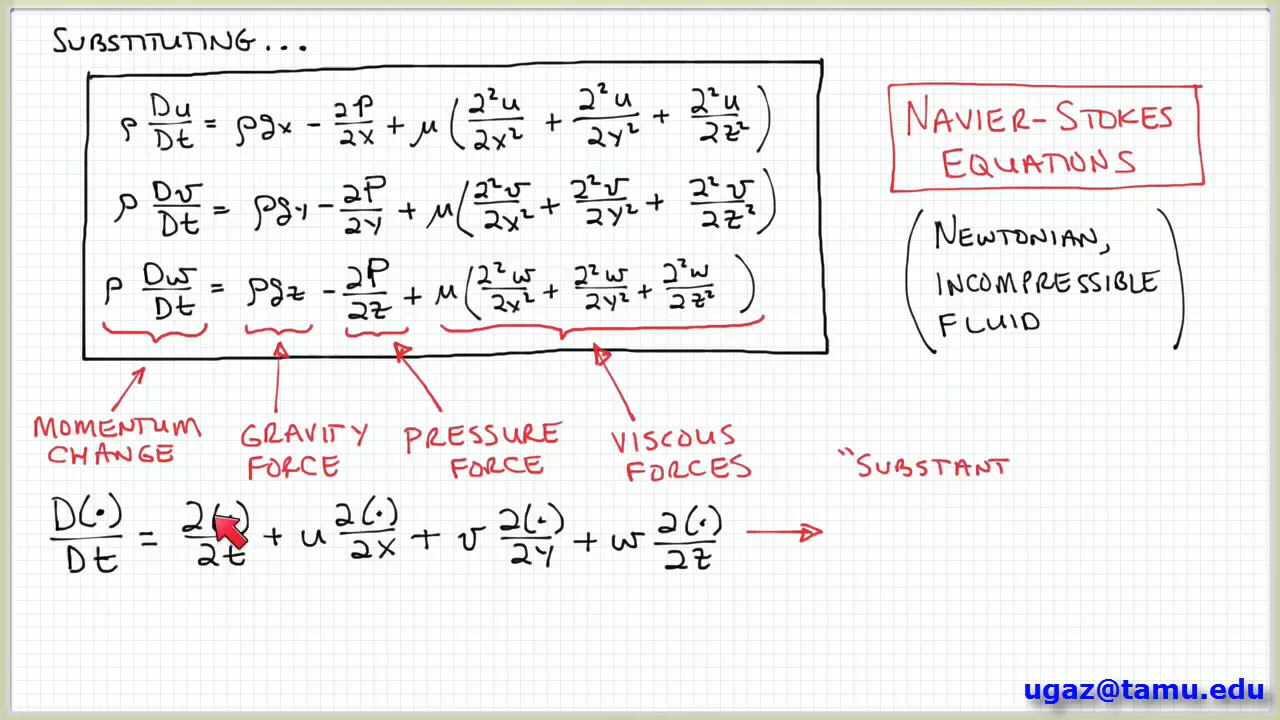 SUBSTITUTING...
ρ Du/Dt = ρgx − ∂P/∂x + μ(∂²u/∂x² + ∂²u/∂y² + ∂²u/∂z²)
ρ Dv/Dt = ρgy − ∂P/∂y + μ(∂²v/∂x² + ∂²v/∂y² + ∂²v/∂z²)
ρ Dw/Dt = ρgz − ∂P/∂z + μ(∂²w/∂x² + ∂²w/∂y² + ∂²w/∂z²)
NAVIER-STOKES
EQUATIONS
(NEWTONIAN,
INCOMPRESSIBLE
FLUID)
MOMENTUM
CHANGE
GRAVITY
FORCE
PRESSURE
FORCE
VISCOUS
FORCES
"SUBSTANT
D(·)/Dt = ∂(·)/∂t + u ∂(·)/∂x + v ∂(·)/∂y + w ∂(·)/∂z →
ugaz@tamu.edu